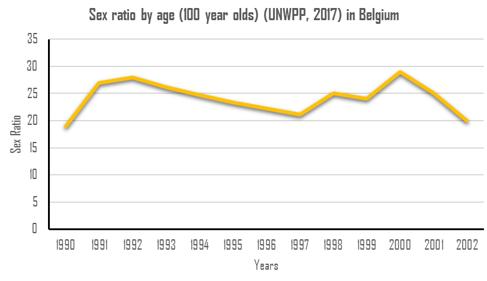 Sex ratio by age (100 year olds) (UNWPP, 2017) in Belgium
35
30
25
20
15
10
5
0
Sex Ratio
1990 1991 1992 1993 1994 1995 1996 1997 1998 1999 2000 2001 2002
Years